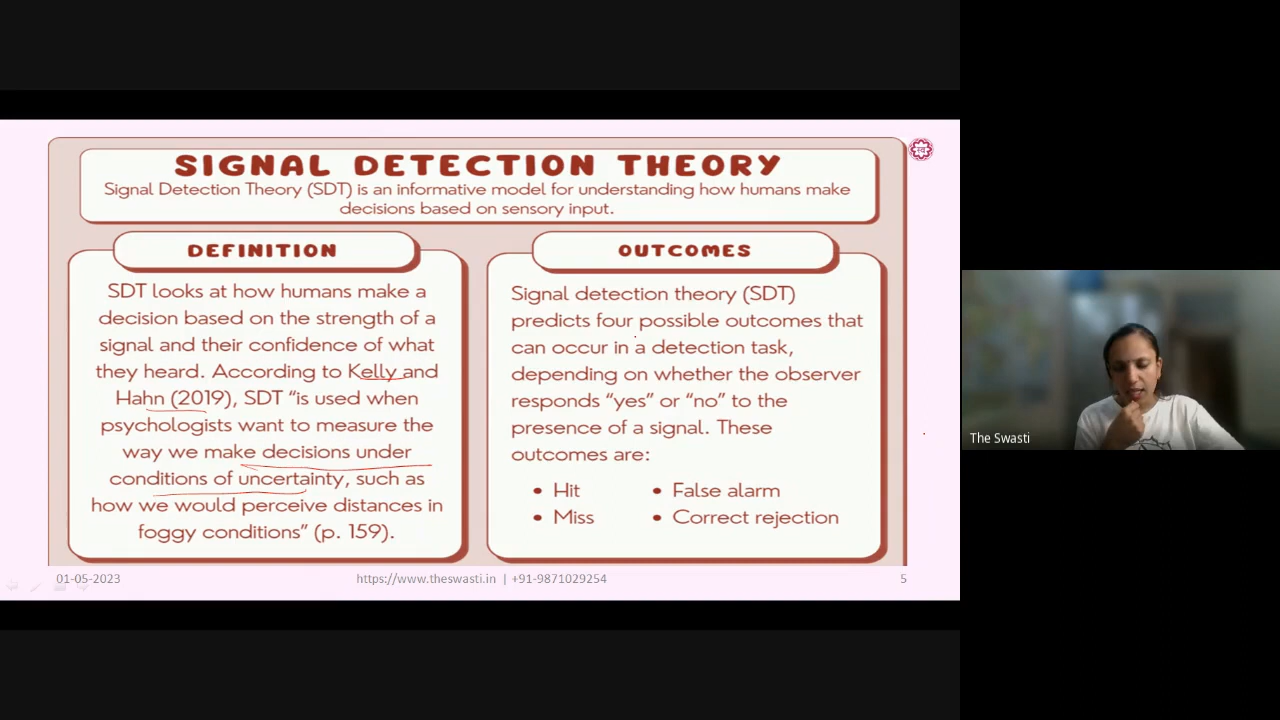 SIGNAL DETECTION THEORY
Signal Detection Theory (SDT) is an informative model for understanding how humans make
decisions based on sensory input.
DEFINITION
SDT looks at how humans make a
decision based on the strength of a
signal and their confidence of what
they heard. According to Kelly and
Hahn (2019), SDT “is used when
psychologists want to measure the
way we make decisions under
conditions of uncertainty, such as
how we would perceive distances in
foggy conditions” (p. 159).
OUTCOMES
Signal detection theory (SDT)
predicts four possible outcomes that
can occur in a detection task,
depending on whether the observer
responds “yes” or “no” to the
presence of a signal. These
outcomes are:
• Hit
• Miss
• False alarm
• Correct rejection
01-05-2023
https://www.theswasti.in | +91-9871029254
5
The Swasti